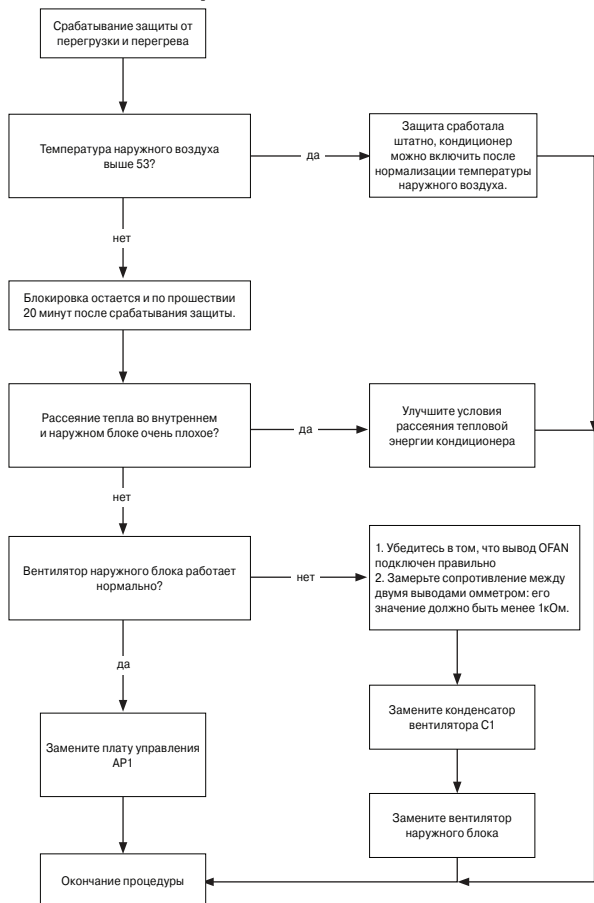 Срабатывание защиты от
перегрузки и перегрева
Температура наружного воздуха
выше 53?
да
Защита сработала
штатно, кондиционер
можно включить после
нормализации температуры
наружного воздуха.
нет
Блокировка остается и по прошествии
20 минут после срабатывания защиты.
Рассеяние тепла во внутреннем
и наружном блоке очень плохое?
да
Улучшите условия
рассеяния тепловой
энергии кондиционера
нет
Вентилятор наружного блока работает
нормально?
нет
1. Убедитесь в том, что вывод OFAN
подключен правильно
2. Замерьте сопротивление между
двумя выводами омметром: его
значение должно быть менее 1кОм.
да
Замените конденсатор
вентилятора С1
Замените плату управления
АР1
Замените вентилятор
наружного блока
Окончание процедуры